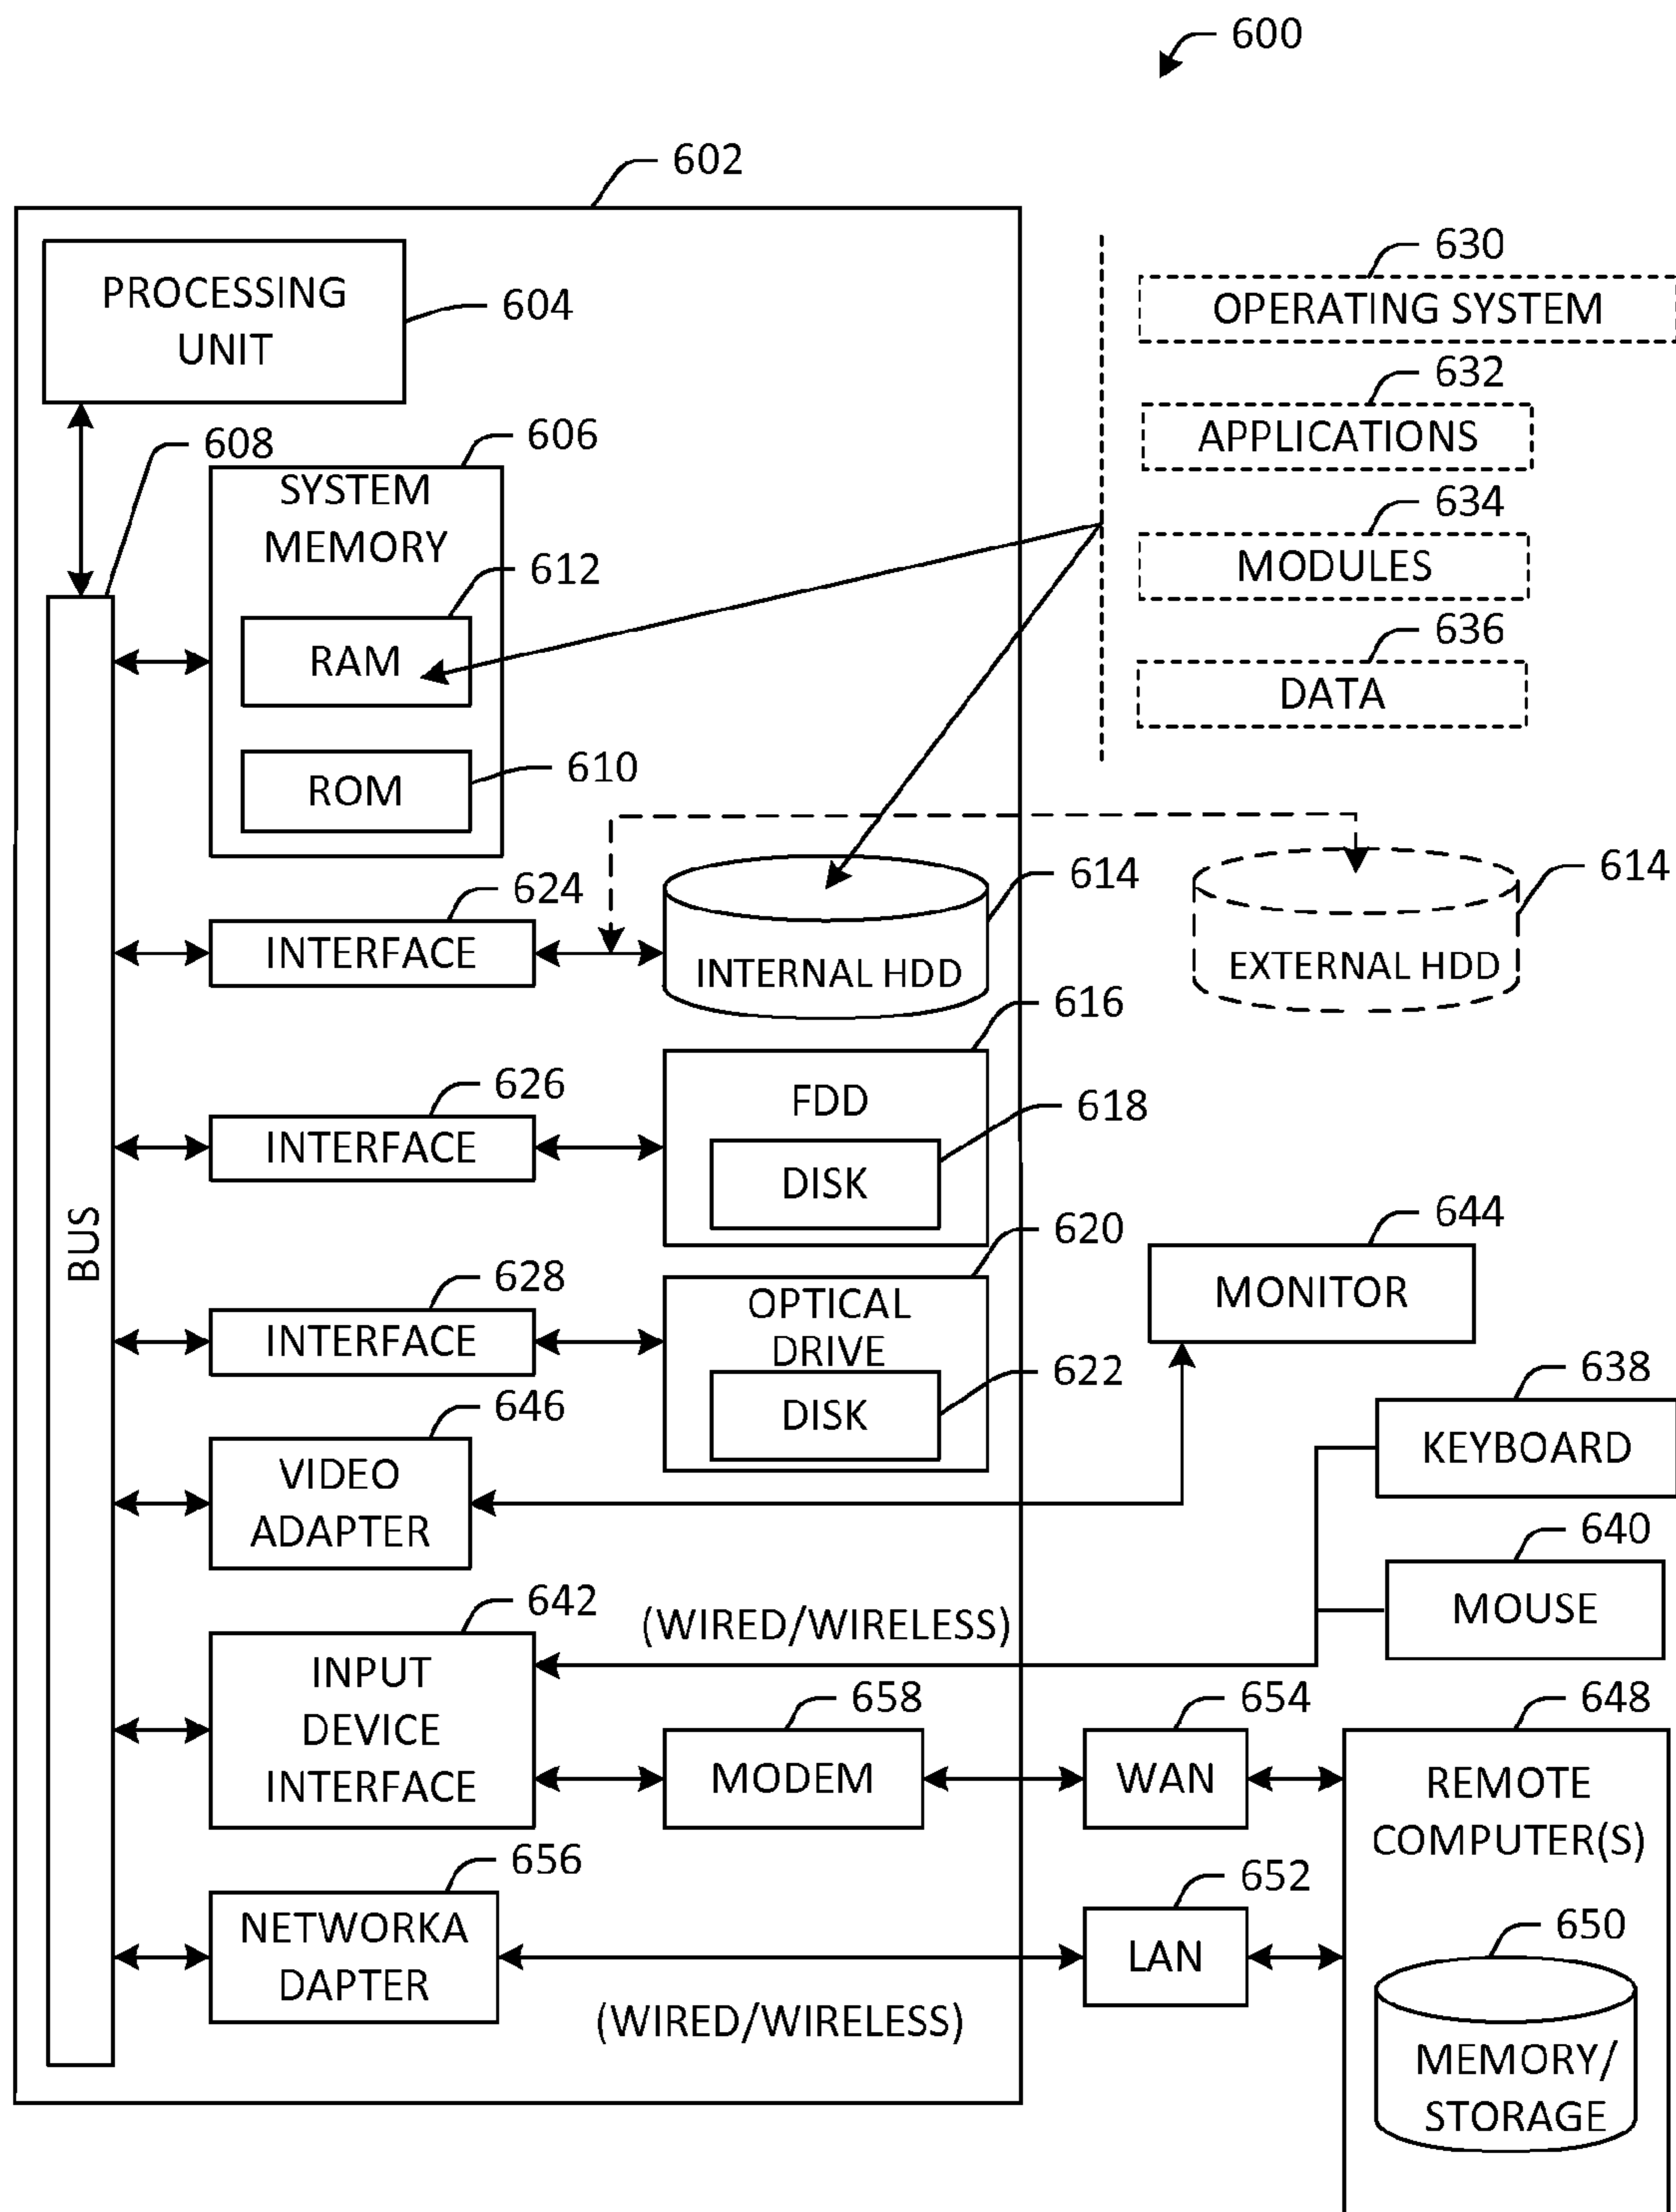 600
602
PROCESSING
UNIT
604
630
OPERATING SYSTEM
632
APPLICATIONS
634
MODULES
636
DATA
608
606
SYSTEM
MEMORY
612
RAM
610
ROM
BUS
624
INTERFACE
614
INTERNAL HDD
614
EXTERNAL HDD
616
FDD
626
INTERFACE
618
DISK
620
OPTICAL
DRIVE
628
INTERFACE
622
DISK
644
MONITOR
646
VIDEO
ADAPTER
638
KEYBOARD
640
MOUSE
642
INPUT
DEVICE
INTERFACE
(WIRED/WIRELESS)
658
MODEM
654
WAN
648
REMOTE
COMPUTER(S)
656
NETWORKA
DAPTER
(WIRED/WIRELESS)
652
LAN
650
MEMORY/
STORAGE